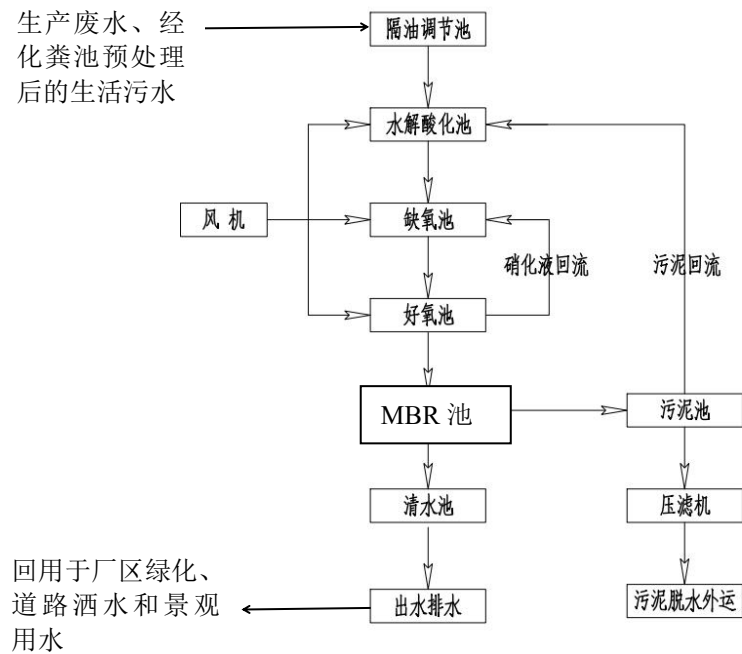 生产废水、经
化粪池预处理
后的生活污水
隔油调节池
水解酸化池
风机
缺氧池
硝化液回流
污泥回流
好氧池
MBR 池
污泥池
清水池
压滤机
回用于厂区绿化、
道路洒水和景观
用水
出水排水
污泥脱水外运